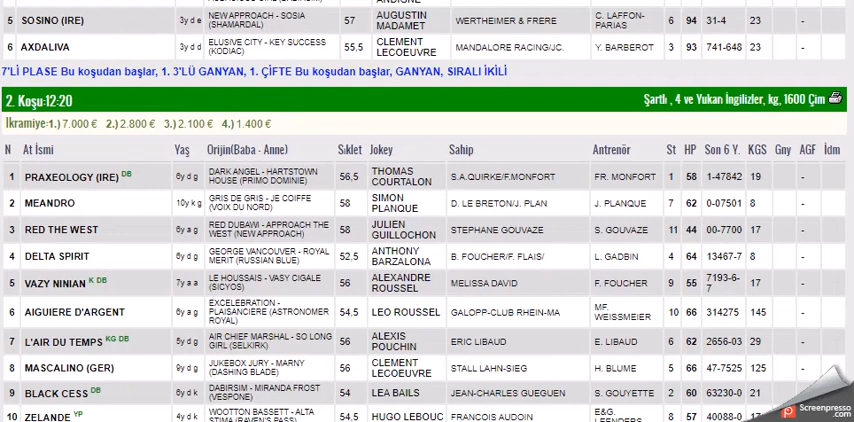 ANDIGNE
5 SOSINO (IRE) 3y d e NEW APPROACH - SOSIA (SHAMARDAL) 57 AUGUSTIN MADAMET WERTHEIMER & FRERE C. LAFFON-PARIAS 6 94 31-4 23 -
6 AXDALIVA 3y d d ELUSIVE CITY - KEY SUCCESS (KODIAC) 55,5 CLEMENT LECOEUVRE MANDALORE RACING/JC. Y. BARBEROT 3 93 741-648 23 -
7'Lİ PLASE Bu koşudan başlar, 1. 3'LÜ GANYAN, 1. ÇİFTE Bu koşudan başlar, GANYAN, SIRALI İKİLİ
2. Koşu:12-20 Şartlı , 4 ve Yukarı İngilizler, kg, 1600 Çim
İkramiye:1.) 7.000 € 2.) 2.800 € 3.) 2.100 € 4.) 1.400 €
N At İsmi Yaş Orijin(Baba - Anne) Sıklet Jokey Sahip Antrenör St HP Son 6 Y. KGS Gny AGF İdm
1 PRAXEOLOGY (IRE) DB 6y d g DARK ANGEL - HARTSTOWN HOUSE (PRIMO DOMINIE) 56,5 THOMAS COURTALON S.A.QUIRKE/F.MONFORT FR. MONFORT 1 58 1-47842 19 -
2 MEANDRO 10y k g GRIS DE GRIS - JE COIFFE (VOIX DU NORD) 58 SIMON PLANQUE D. LE BRETON/J. PLAN J. PLANQUE 7 62 0-07501 8 -
3 RED THE WEST 6y a g RED DUBAWI - APPROACH THE WEST (NEW APPROACH) 58 JULIEN GUILLOCHON STEPHANE GOUVAZE S. GOUVAZE 11 44 00-7700 17 -
4 DELTA SPIRIT 6y d g GEORGE VANCOUVER - ROYAL MERIT (RUSSIAN BLUE) 52,5 ANTHONY BARZALONA B. FOUCHER/F. FLAIS/ L. GADBIN 4 64 13467-7 8 -
5 VAZY NINIAN K DB 7y a a LE HOUSSAIS - VASY CIGALE (SICYOS) 56 ALEXANDRE ROUSSEL MELISSA DAVID F. FOUCHER 9 55 7193-6-7 17 -
6 AIGUIERE D'ARGENT 6y a d EXCELEBRATION - PLAISANCIERE (ASTRONOMER ROYAL) 54,5 LEO ROUSSEL GALOPP-CLUB RHEIN-MA MF. WEISSMEIER 10 66 314275 145 -
7 L'AIR DU TEMPS KG DB 5y d g AIR CHIEF MARSHAL - SO LONG GIRL (SELKIRK) 56 ALEXIS POUCHIN ERIC LIBAUD E. LIBAUD 6 62 2656-03 29 -
8 MASCALINO (GER) 9y d g JUKEBOX JURY - MARNY (DASHING BLADE) 56 CLEMENT LECOEUVRE STALL LAHN-SIEG H. BLUME 5 66 47-7525 125 -
9 BLACK CESS DB 6y d k DABIRSIM - MIRANDA FROST (VESPONE) 54 LEA BAILS JEAN-CHARLES GUEGUEN S. GOUYETTE 2 60 63230-0 21 -
10 ZELANDE YP 4y d k WOOTTON BASSETT - ALTA STIMA (RAVEN'S PASS) 54,5 HUGO LEBOUC FRANCOIS AUDOIN E&G. LEENDERS 8 57 40088-0
Screenpresso.com